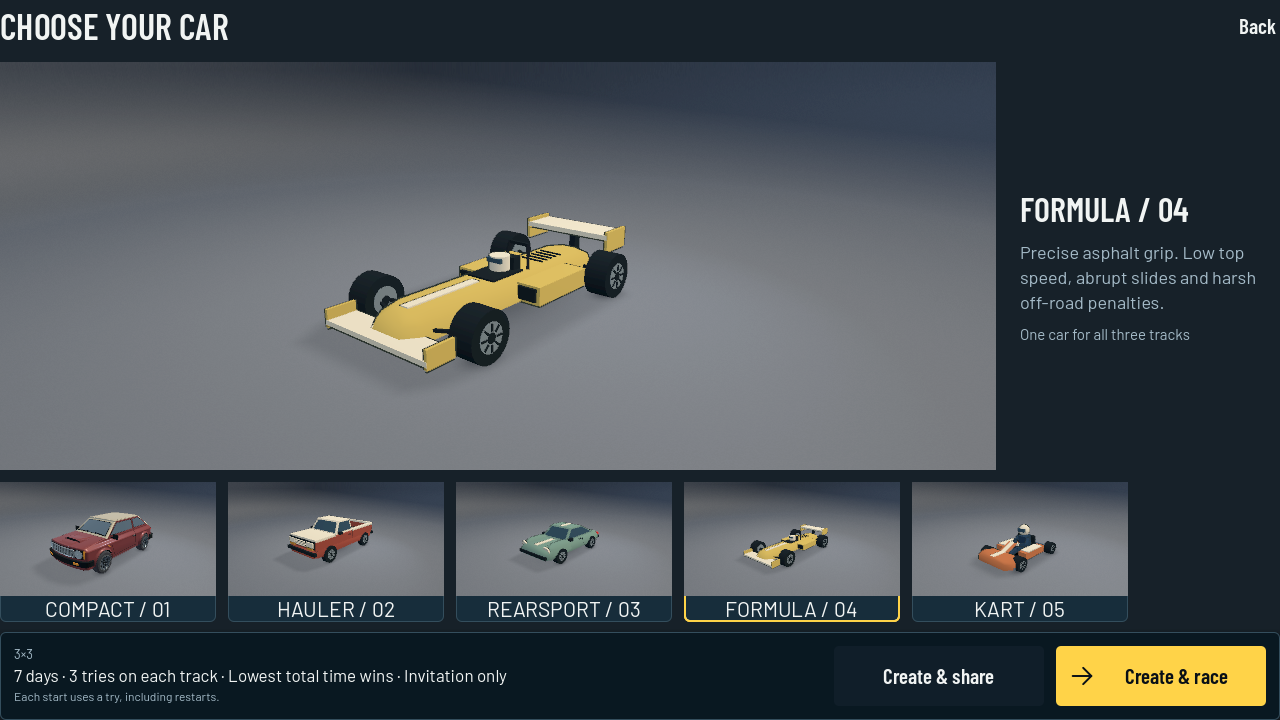 CHOOSE YOUR CAR
Back
FORMULA / 04
Precise asphalt grip. Low top
speed, abrupt slides and harsh
off-road penalties.
One car for all three tracks
COMPACT / 01
HAULER / 02
REARSPORT / 03
FORMULA / 04
KART / 05
3×3
7 days · 3 tries on each track · Lowest total time wins · Invitation only
Each start uses a try, including restarts.
Create & share
Create & race